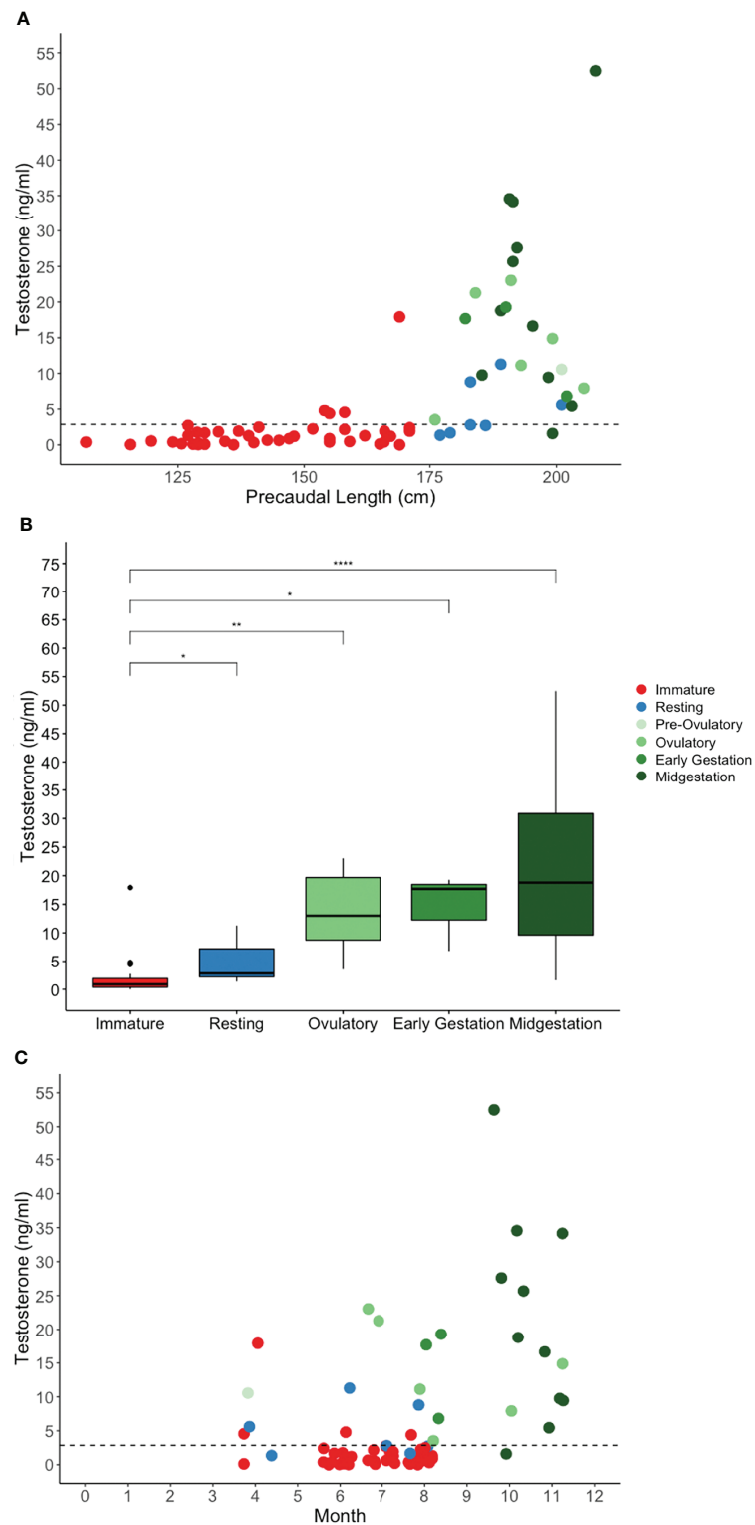 A
55
50
45
40
35
30
25
20
15
10
5
0
Testosterone (ng/ml)
125 150 175 200
Precaudal Length (cm)
B
75
70
65
60
55
50
45
40
35
30
25
20
15
10
5
0
Testosterone (ng/ml)
****
*
**
*
Immature Resting Ovulatory Early Gestation Midgestation
Immature
Resting
Pre-Ovulatory
Ovulatory
Early Gestation
Midgestation
C
55
50
45
40
35
30
25
20
15
10
5
0
Testosterone (ng/ml)
0 1 2 3 4 5 6 7 8 9 10 11 12
Month